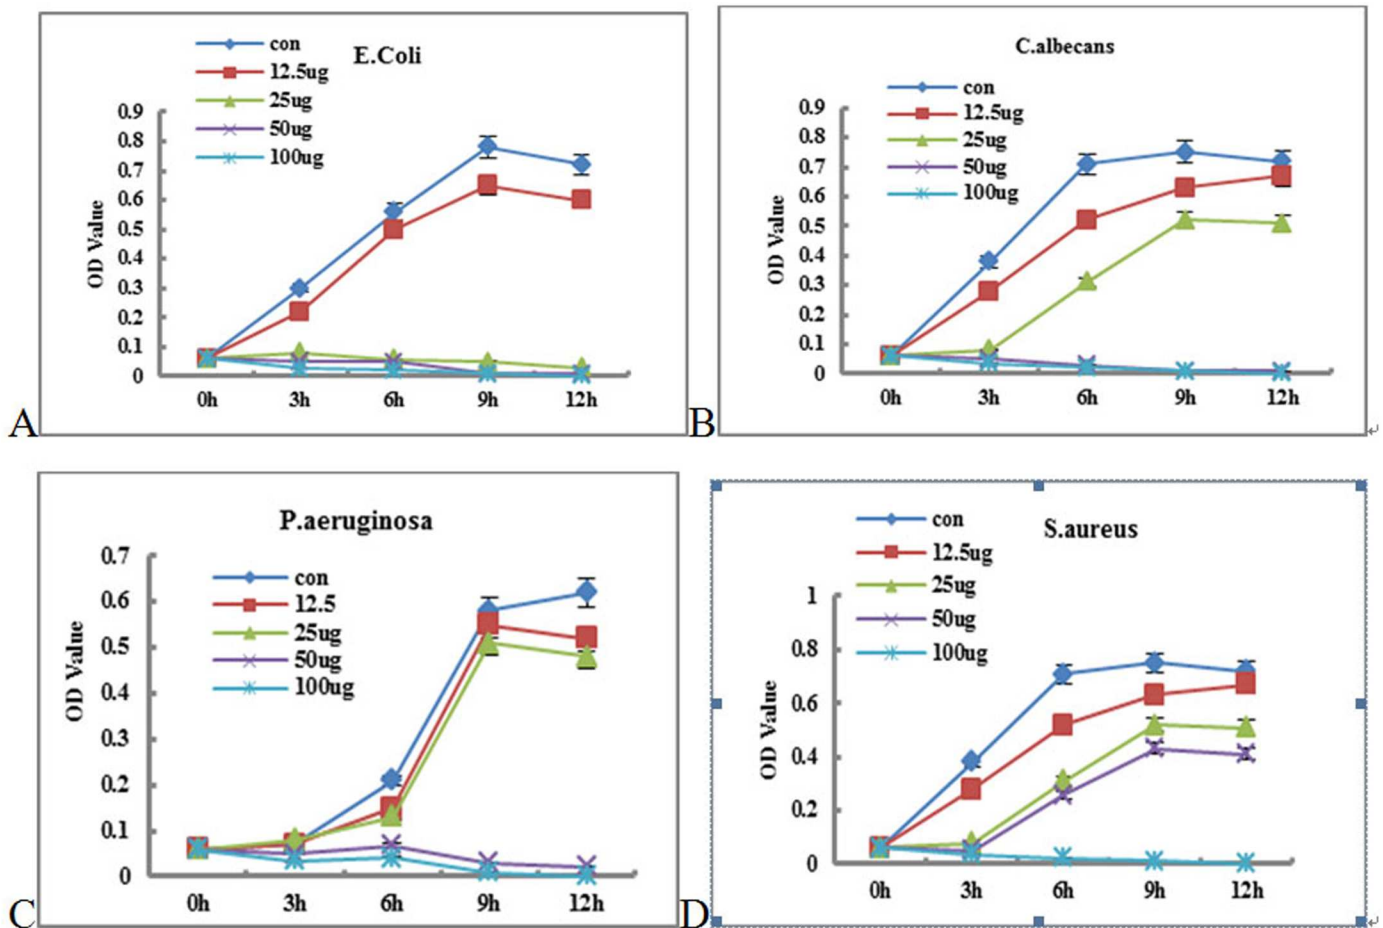 E.Coli
con
12.5ug
25ug
50ug
100ug
OD Value
0.9
0.8
0.7
0.6
0.5
0.4
0.3
0.2
0.1
0
0h 3h 6h 9h 12h
A
C.albecans
con
12.5ug
25ug
50ug
100ug
OD Value
0.9
0.8
0.7
0.6
0.5
0.4
0.3
0.2
0.1
0
0h 3h 6h 9h 12h
B
P.aeruginosa
con
12.5
25ug
50ug
100ug
OD Value
0.7
0.6
0.5
0.4
0.3
0.2
0.1
0
0h 3h 6h 9h 12h
C
S.aureus
con
12.5ug
25ug
50ug
100ug
OD Value
1
0.8
0.6
0.4
0.2
0
0h 3h 6h 9h 12h
D